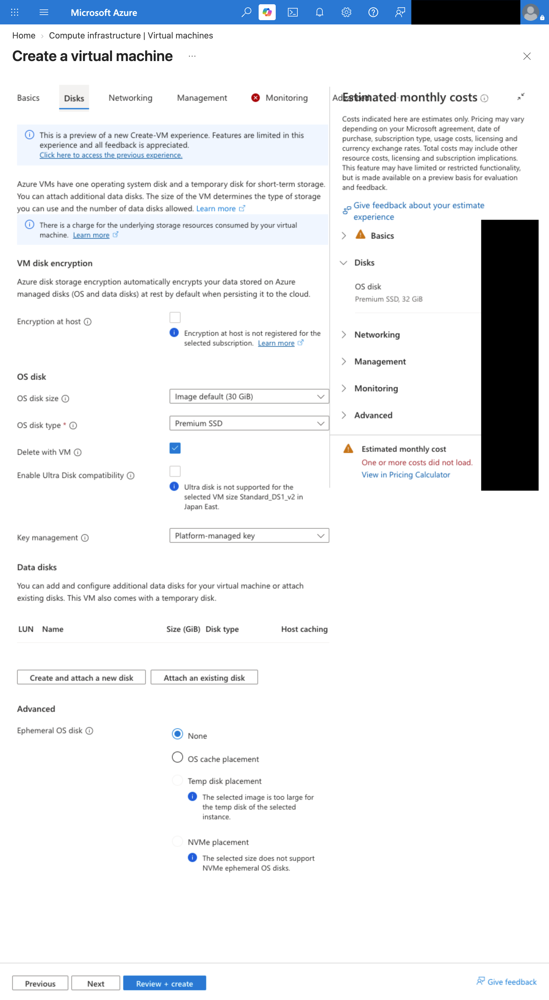 Microsoft Azure
Home
Compute infrastructure | Virtual machines
Create a virtual machine
Basics
Disks
Networking
Management
Monitoring
Advanced
This is a preview of a new Create-VM experience. Features are limited in this
experience and all feedback is appreciated.
Click here to access the previous experience.
Azure VMs have one operating system disk and a temporary disk for short-term storage.
You can attach additional data disks. The size of the VM determines the type of storage
you can use and the number of data disks allowed. Learn more
There is a charge for the underlying storage resources consumed by your virtual
machine. Learn more
VM disk encryption
Azure disk storage encryption automatically encrypts your data stored on Azure
managed disks (OS and data disks) at rest by default when persisting it to the cloud.
Encryption at host
Encryption at host is not registered for the
selected subscription. Learn more
OS disk
OS disk size
Image default (30 GiB)
OS disk type *
Premium SSD
Delete with VM
Enable Ultra Disk compatibility
Ultra disk is not supported for the
selected VM size Standard_DS1_v2 in
Japan East.
Key management
Platform-managed key
Data disks
You can add and configure additional data disks for your virtual machine or attach
existing disks. This VM also comes with a temporary disk.
LUN Name Size (GiB) Disk type Host caching
Create and attach a new disk
Attach an existing disk
Advanced
Ephemeral OS disk
None
OS cache placement
Temp disk placement
The selected image is too large for
the temp disk of the selected
instance.
NVMe placement
The selected size does not support
NVMe ephemeral OS disks.
Estimated monthly costs
Costs indicated here are estimates only. Pricing may vary
depending on your Microsoft agreement, date of
purchase, subscription type, usage costs, licensing and
currency exchange rates. Total costs may include other
resource costs, licensing and subscription implications.
This feature may have limited or restricted functionality,
but is made available on a preview basis for evaluation
and feedback.
Give feedback about your estimate
experience
Basics
Disks
OS disk
Premium SSD, 32 GiB
Networking
Management
Monitoring
Advanced
Estimated monthly cost
One or more costs did not load.
View in Pricing Calculator
Previous
Next
Review + create
Give feedback